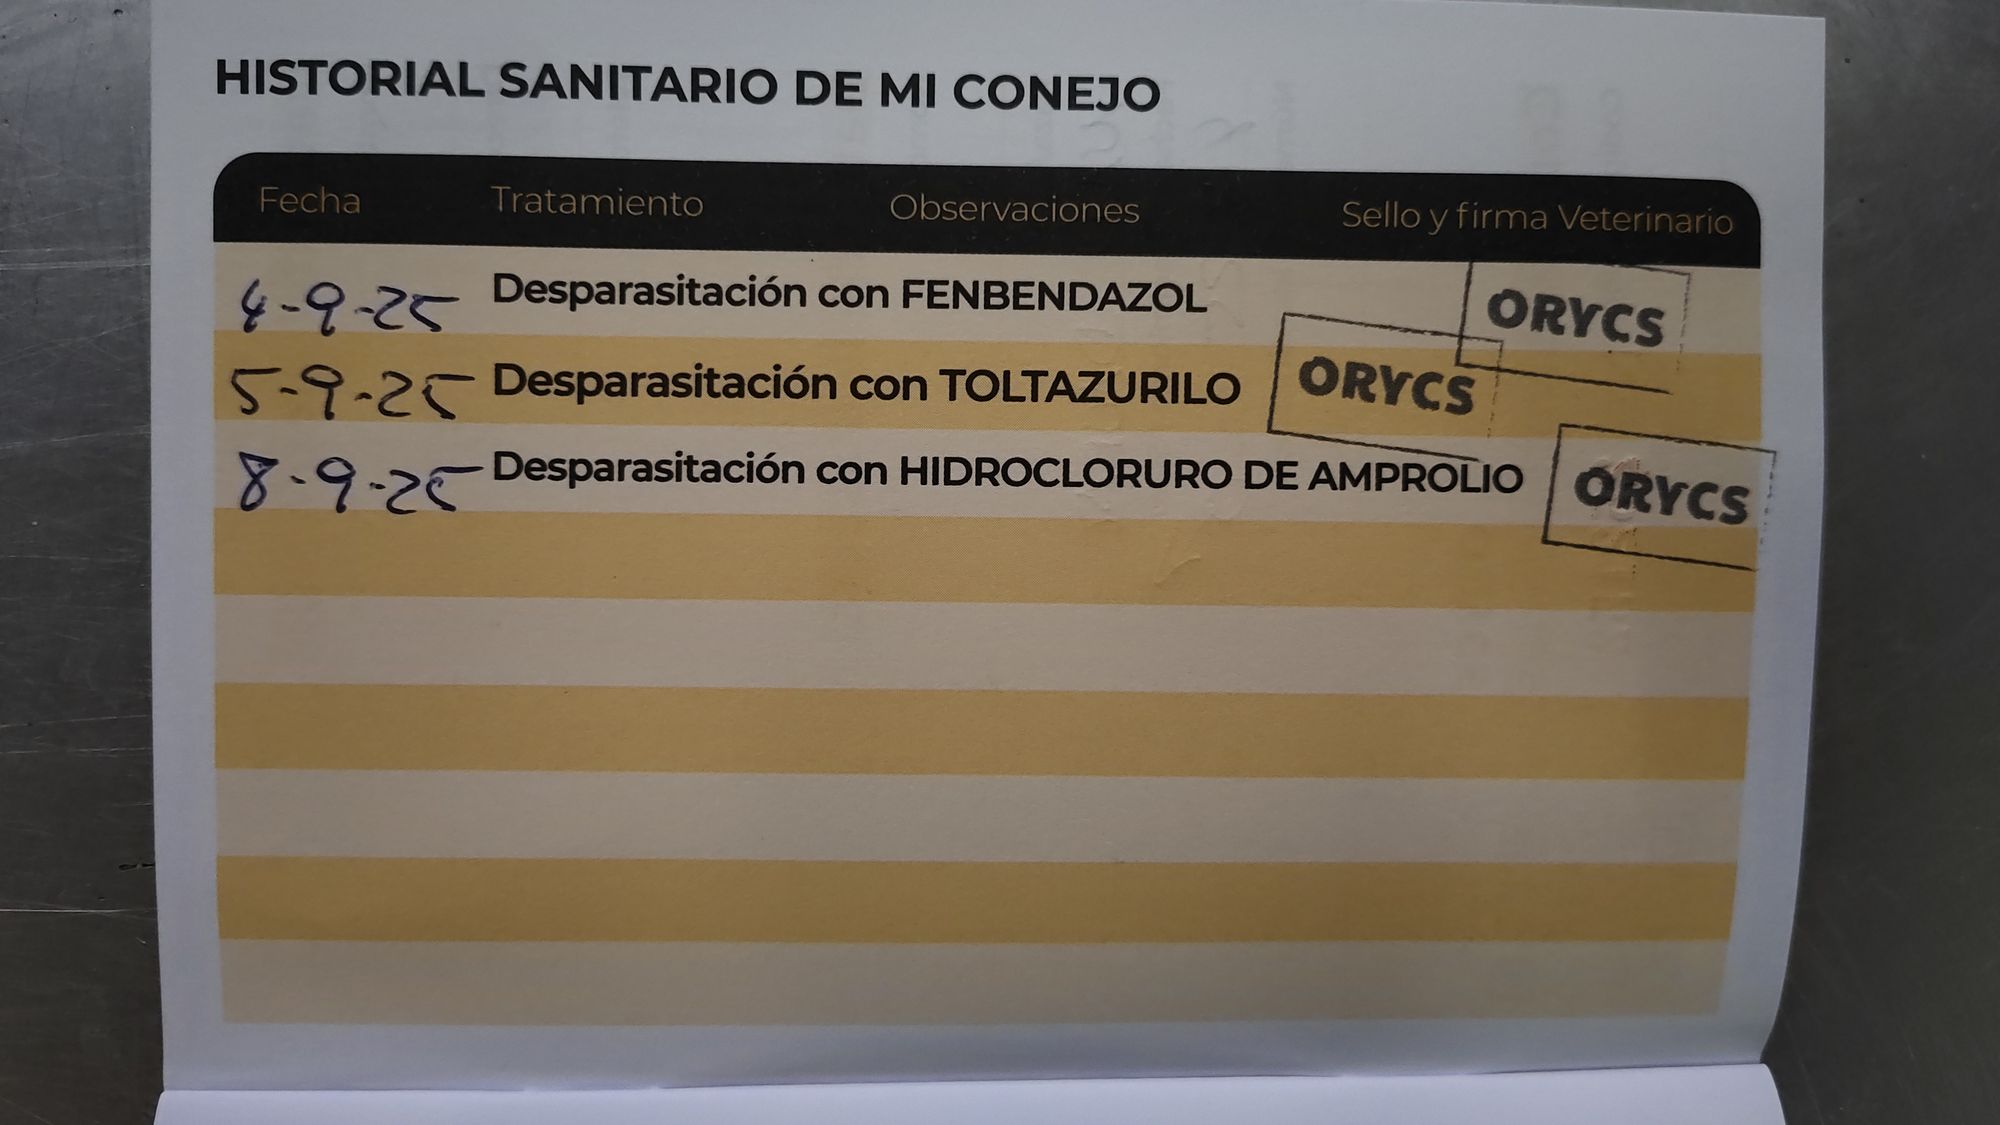 HISTORIAL SANITARIO DE MI CONEJO
Fecha Tratamiento Observaciones Sello y firma Veterinario
4-9-25 Desparasitación con FENBENDAZOL ORYCS
5-9-25 Desparasitación con TOLTAZURILO ORYCS
8-9-25 Desparasitación con HIDROCLORURO DE AMPROLIO ORYCS